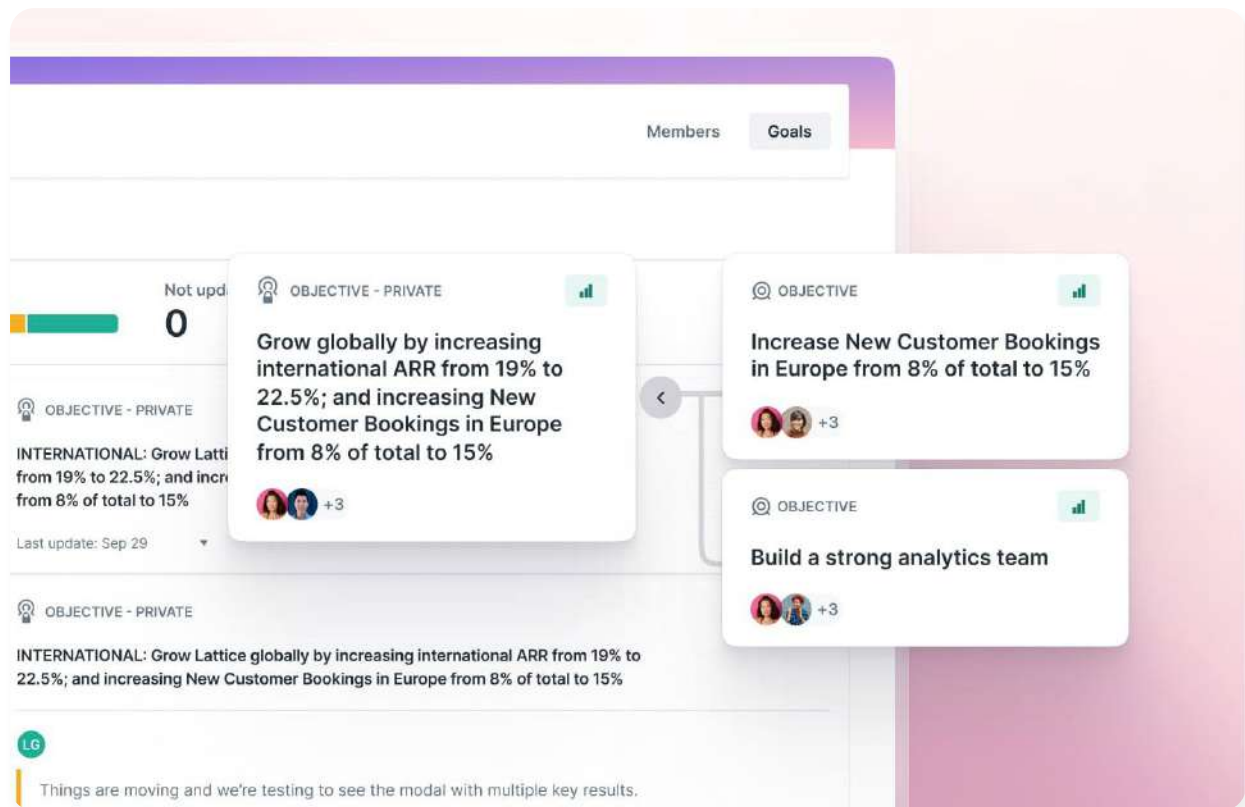 Members
Goals
Not upd
0
OBJECTIVE - PRIVATE
Grow globally by increasing
international ARR from 19% to
22.5%; and increasing New
Customer Bookings in Europe
from 8% of total to 15%
+3
OBJECTIVE
Increase New Customer Bookings
in Europe from 8% of total to 15%
+3
OBJECTIVE
Build a strong analytics team
+3
OBJECTIVE - PRIVATE
INTERNATIONAL: Grow Latti
from 19% to 22.5%; and incr
from 8% of total to 15%
Last update: Sep 29
OBJECTIVE - PRIVATE
INTERNATIONAL: Grow Lattice globally by increasing international ARR from 19% to
22.5%; and increasing New Customer Bookings in Europe from 8% of total to 15%
LG
Things are moving and we're testing to see the modal with multiple key results.